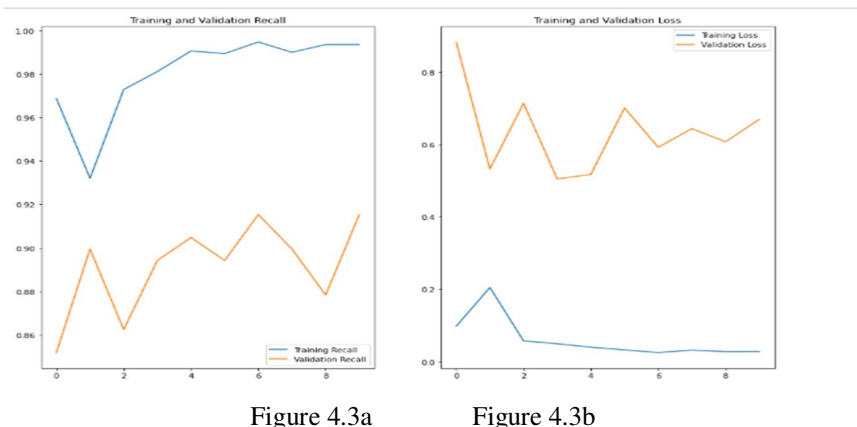 Training and Validation Recall
1.00
0.98
0.96
0.94
0.92
0.90
0.88
0.86
0 2 4 6 8
Training Recall
Validation Recall
Training and Validation Loss
0.8
0.6
0.4
0.2
0.0
0 2 4 6 8
Training Loss
Validation Loss
Figure 4.3a Figure 4.3b